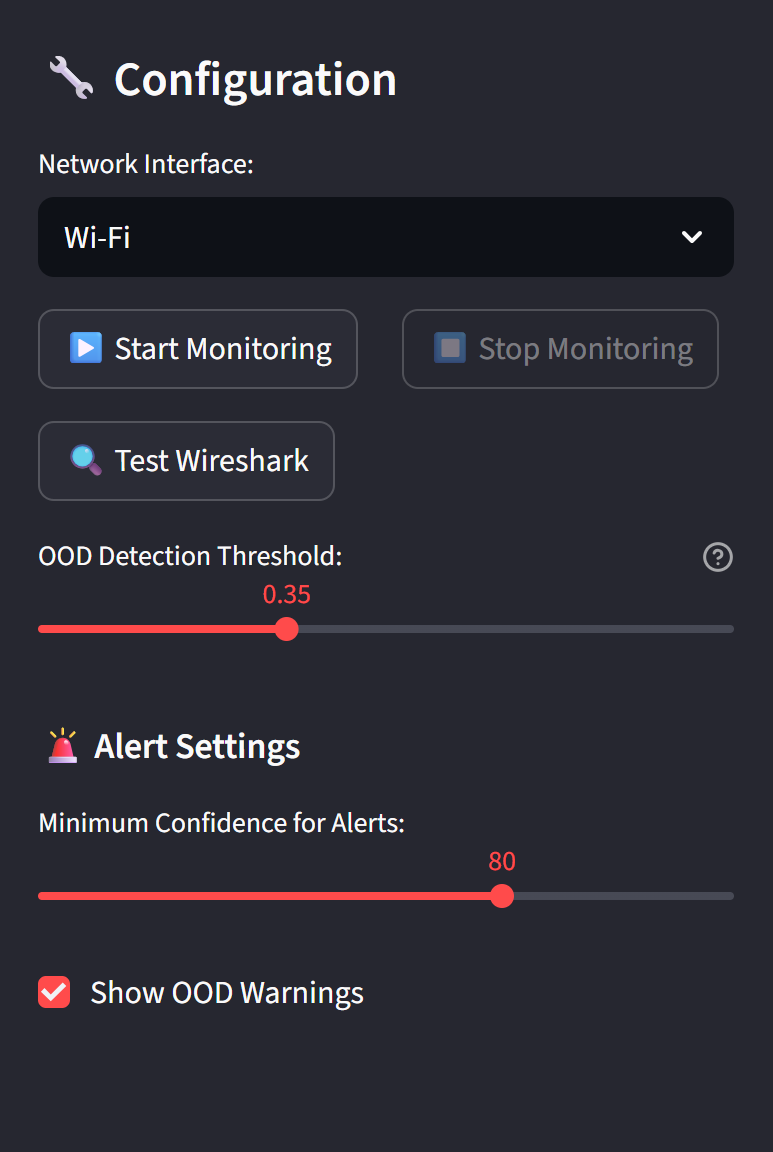 Configuration
Network Interface:
Wi-Fi
Start Monitoring
Stop Monitoring
Test Wireshark
OOD Detection Threshold:
0.35
Alert Settings
Minimum Confidence for Alerts:
80
Show OOD Warnings